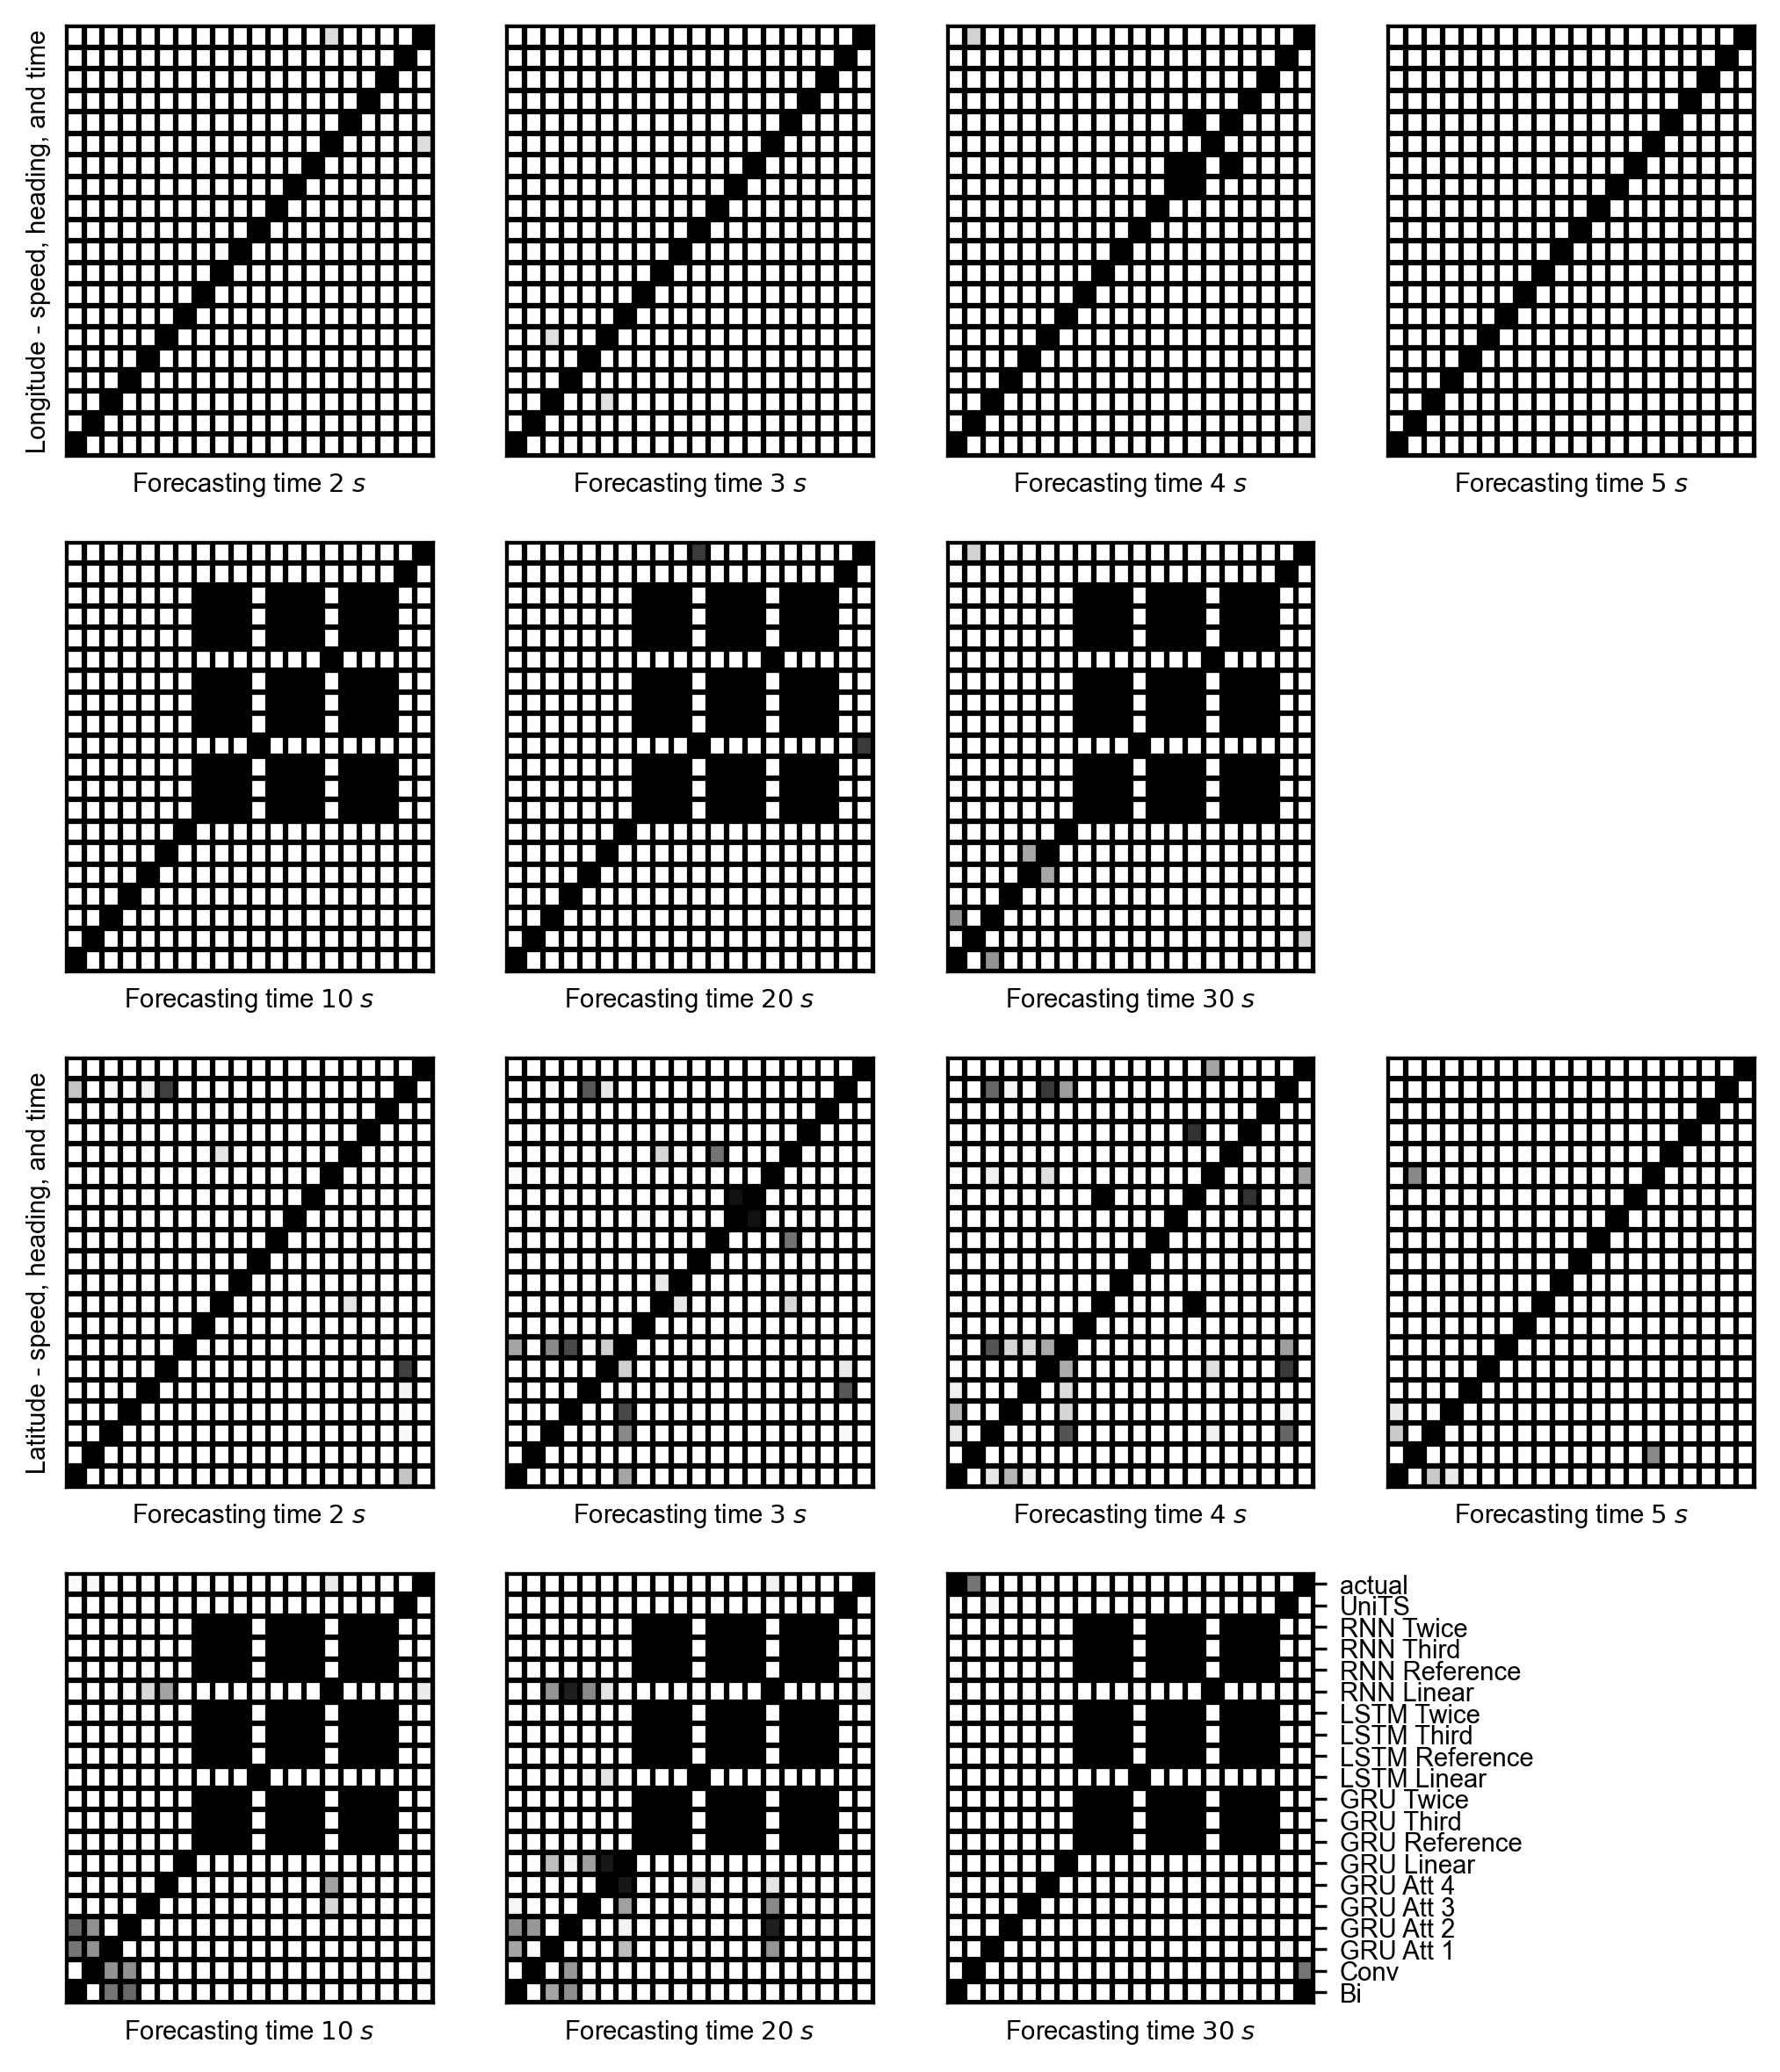 Longitude - speed, heading, and time
Forecasting time 2 s
Forecasting time 3 s
Forecasting time 4 s
Forecasting time 5 s
Forecasting time 10 s
Forecasting time 20 s
Forecasting time 30 s
Latitude - speed, heading, and time
Forecasting time 2 s
Forecasting time 3 s
Forecasting time 4 s
Forecasting time 5 s
actual
UniTS
RNN Twice
RNN Third
RNN Reference
RNN Linear
LSTM Twice
LSTM Third
LSTM Reference
LSTM Linear
GRU Twice
GRU Third
GRU Reference
GRU Linear
GRU Att 4
GRU Att 3
GRU Att 2
GRU Att 1
Conv
Bi
Forecasting time 10 s
Forecasting time 20 s
Forecasting time 30 s